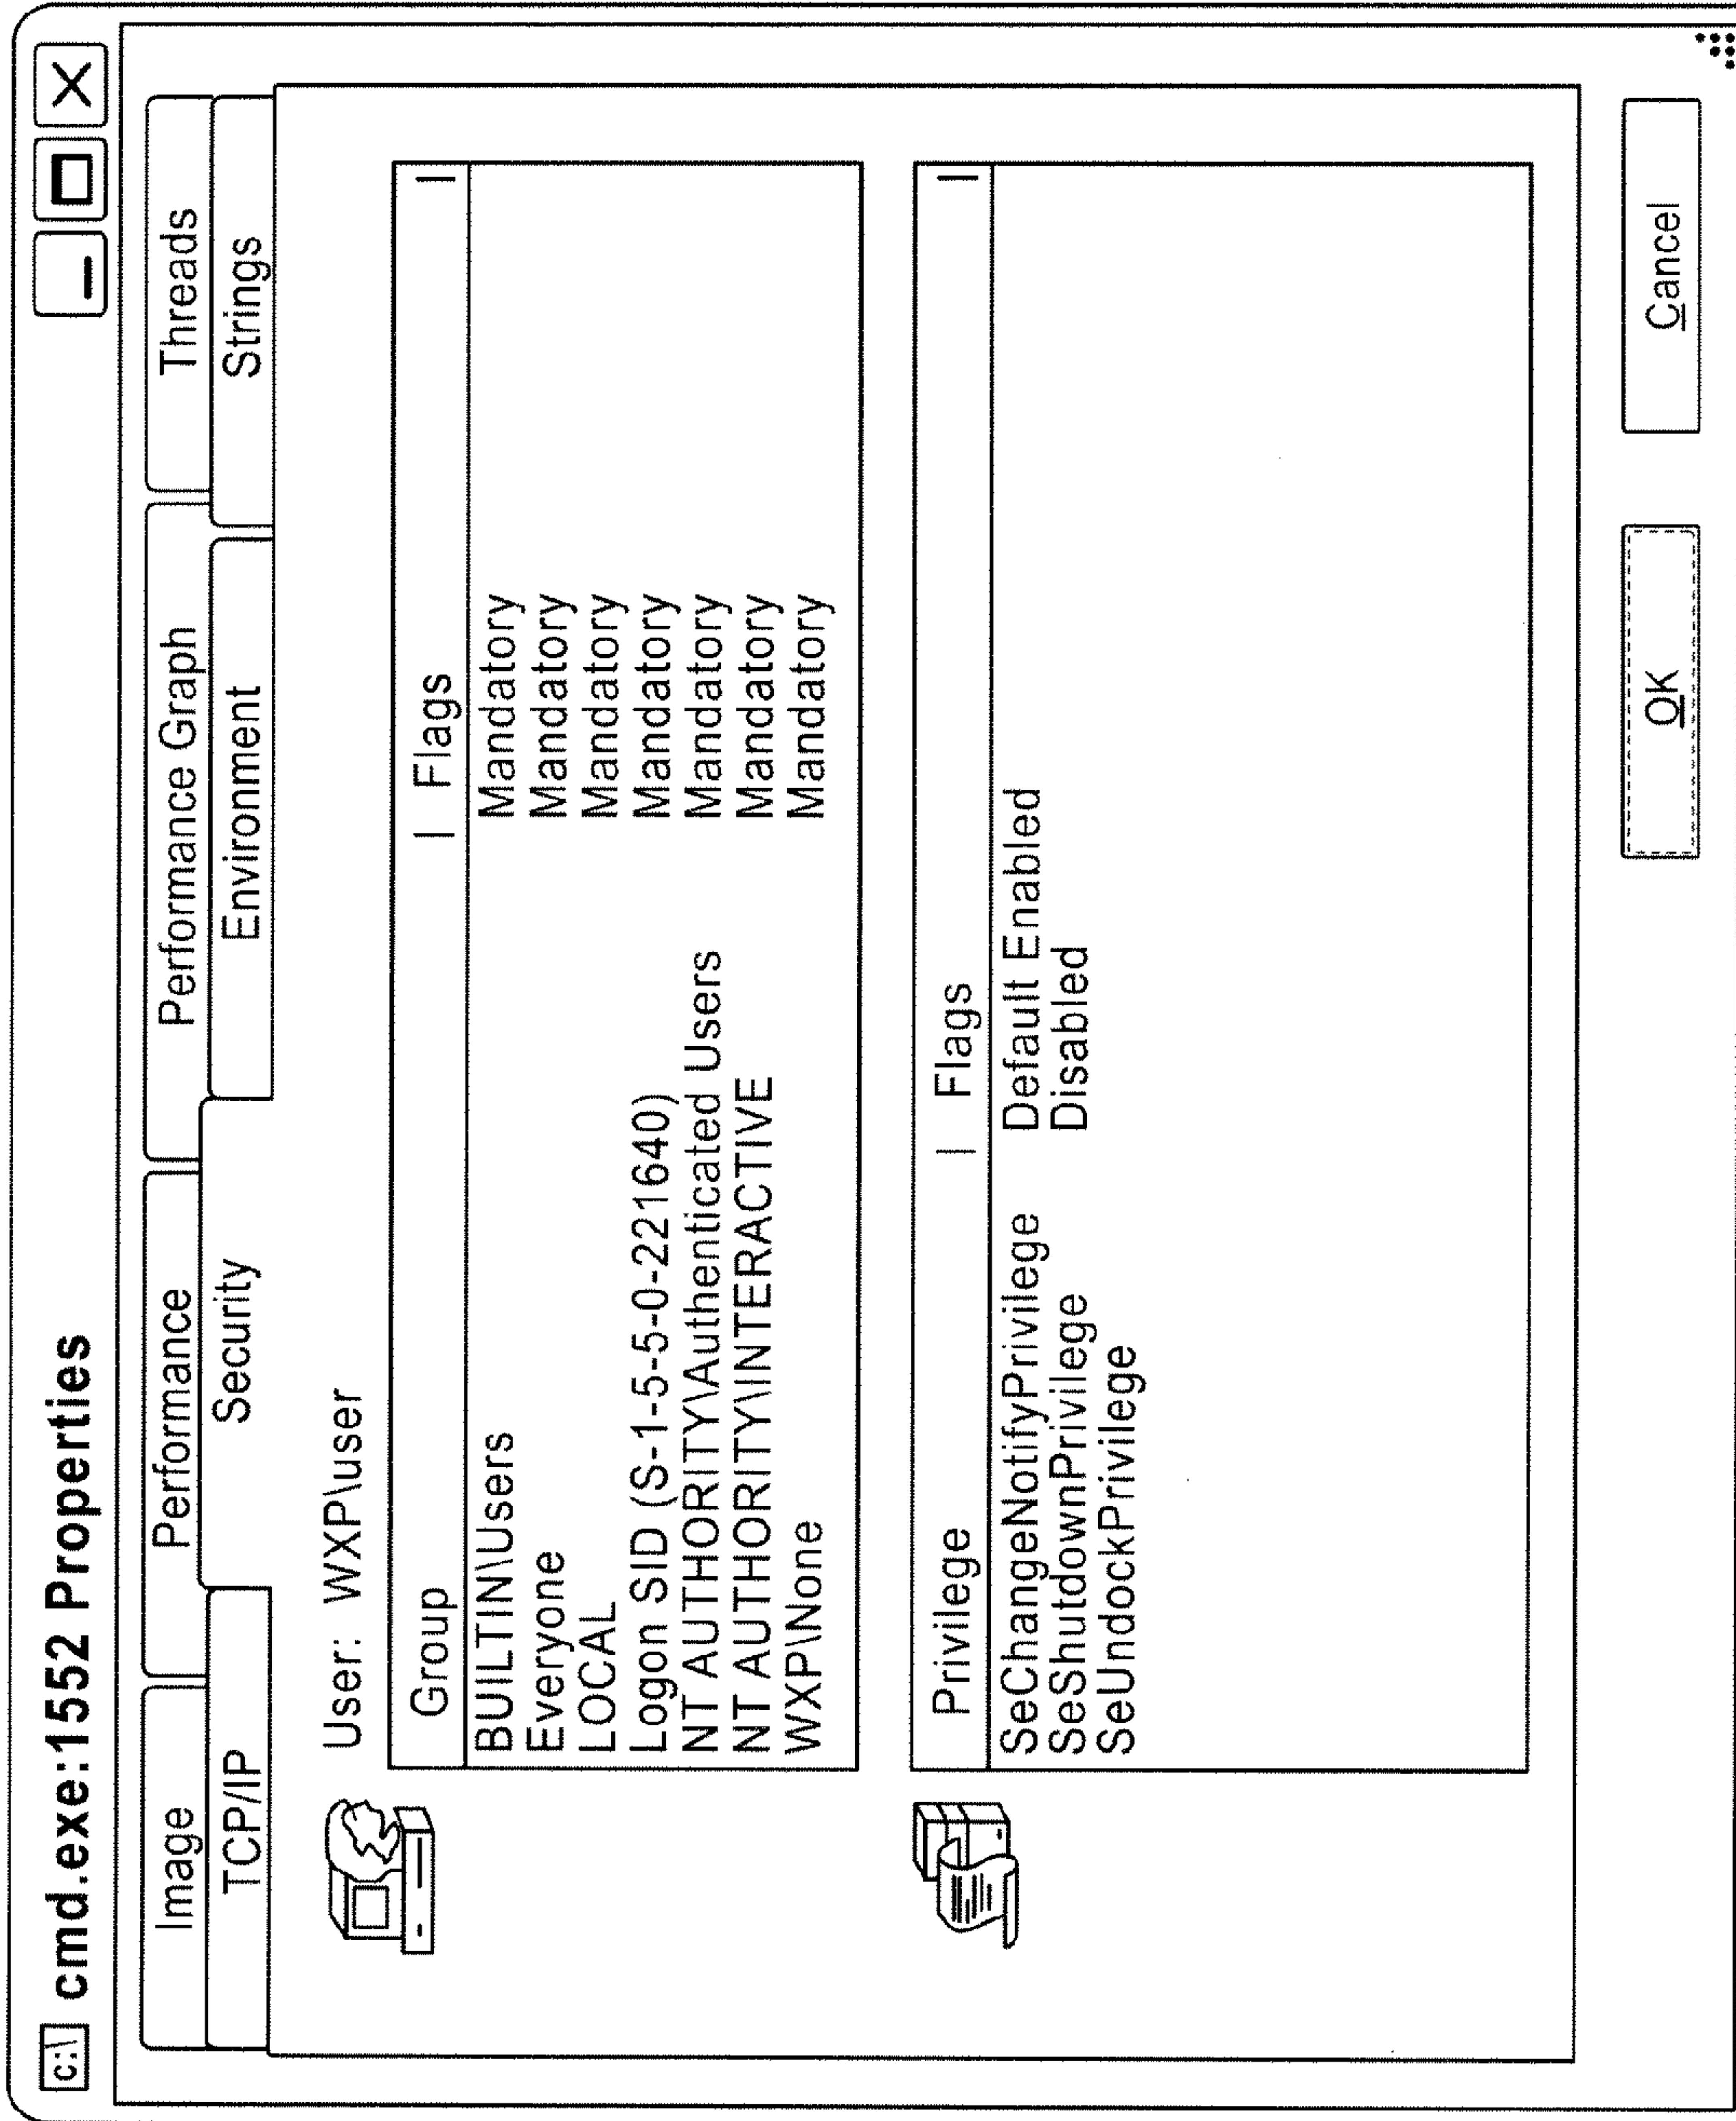 c:\ cmd.exe:1552 Properties
Image Performance Performance Graph Threads
TCP/IP Security Environment Strings
User: WXP\user
Group | Flags
BUILTIN\Users Mandatory
Everyone Mandatory
LOCAL Mandatory
Logon SID (S-1-5-5-0-221640) Mandatory
NT AUTHORITY\Authenticated Users Mandatory
NT AUTHORITY\INTERACTIVE Mandatory
WXP\None Mandatory
Privilege | Flags
SeChangeNotifyPrivilege Default Enabled
SeShutdownPrivilege Disabled
SeUndockPrivilege
OK Cancel